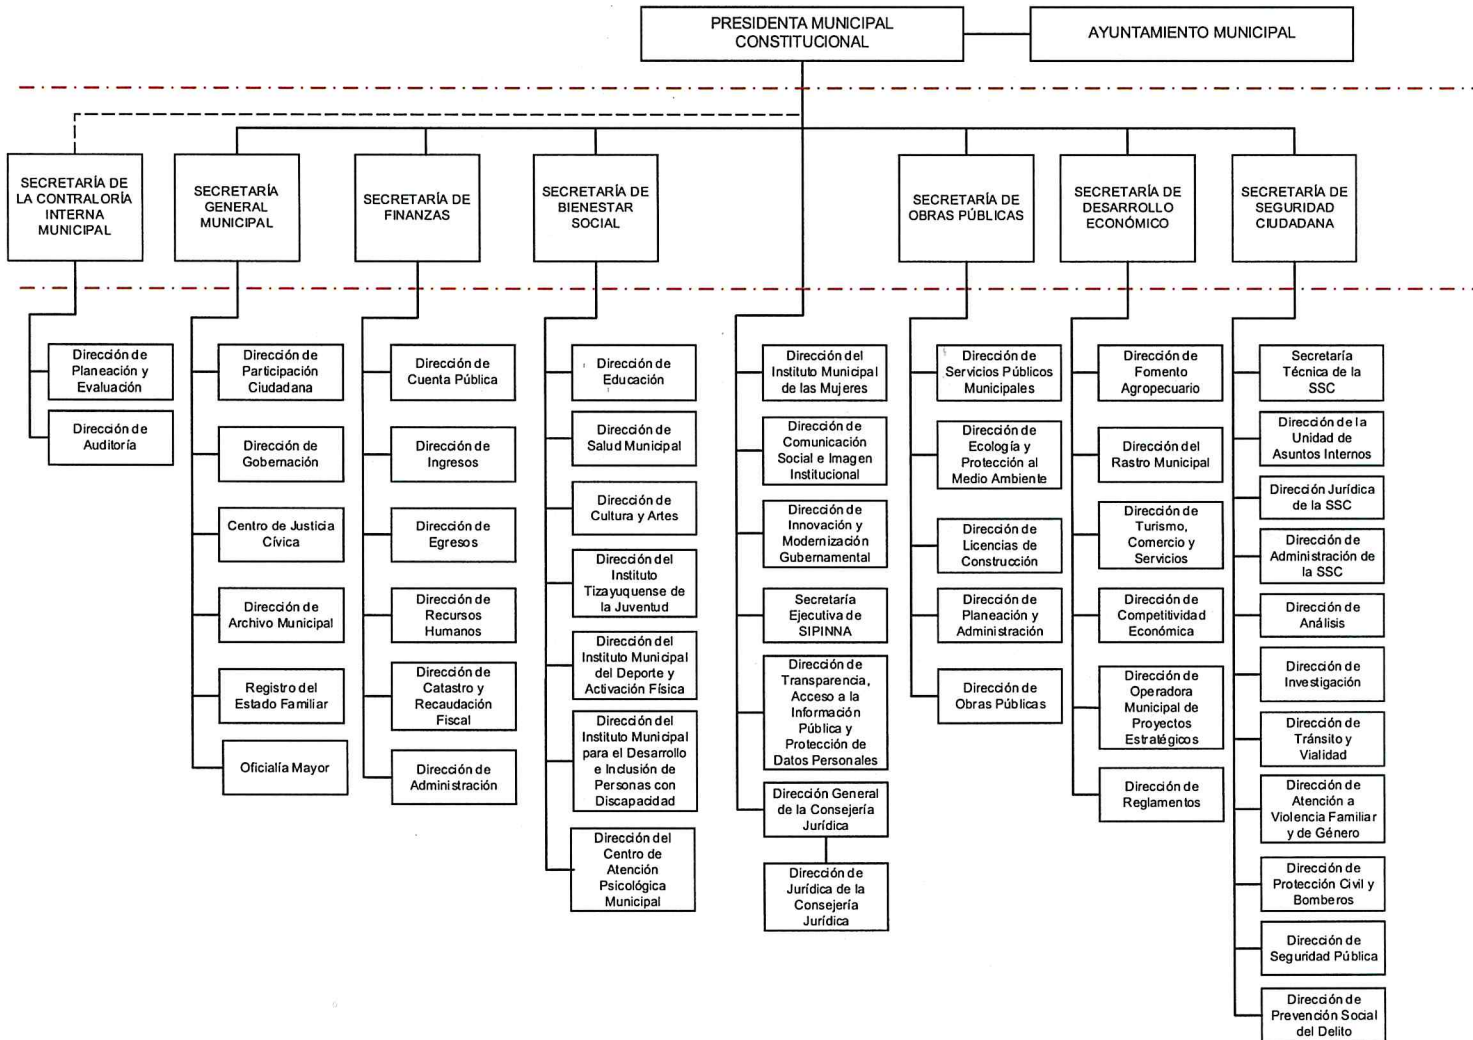 PRESIDENTA MUNICIPAL
CONSTITUCIONAL
AYUNTAMIENTO MUNICIPAL
SECRETARÍA DE
LA CONTRALORÍA
INTERNA
MUNICIPAL
SECRETARÍA
GENERAL
MUNICIPAL
SECRETARÍA DE
FINANZAS
SECRETARÍA DE
BIENESTAR
SOCIAL
SECRETARÍA DE
OBRAS PÚBLICAS
SECRETARÍA DE
DESARROLLO
ECONÓMICO
SECRETARÍA DE
SEGURIDAD
CIUDADANA
Dirección de
Planeación y
Evaluación
Dirección de
Auditoría
Dirección de
Participación
Ciudadana
Dirección de
Gobernación
Centro de Justicia
Cívica
Dirección de
Archivo Municipal
Registro del
Estado Familiar
Oficialía Mayor
Dirección de
Cuenta Pública
Dirección de
Ingresos
Dirección de
Egresos
Dirección de
Recursos
Humanos
Dirección de
Catastro y
Recaudación
Fiscal
Dirección de
Administración
Dirección de
Educación
Dirección de
Salud Municipal
Dirección de
Cultura y Artes
Dirección del
Instituto
Tizayuquense de
la Juventud
Dirección del
Instituto Municipal
del Deporte y
Activación Física
Dirección del
Instituto Municipal
para el Desarrollo
e Inclusión de
Personas con
Discapacidad
Dirección del
Centro de
Atención
Psicológica
Municipal
Dirección del
Instituto Municipal
de las Mujeres
Dirección de
Comunicación
Social e Imagen
Institucional
Dirección de
Innovación y
Modernización
Gubernamental
Secretaría
Ejecutiva de
SIPINNA
Dirección de
Transparencia,
Acceso a la
Información
Pública y
Protección de
Datos Personales
Dirección General
de la Consejería
Jurídica
Dirección de
Jurídica de la
Consejería
Jurídica
Dirección de
Servicios Públicos
Municipales
Dirección de
Ecología y
Protección al
Medio Ambiente
Dirección de
Licencias de
Construcción
Dirección de
Planeación y
Administración
Dirección de
Obras Públicas
Dirección de
Fomento
Agropecuario
Dirección del
Rastro Municipal
Dirección de
Turismo,
Comercio y
Servicios
Dirección de
Competitividad
Económica
Dirección de
Operadora
Municipal de
Proyectos
Estratégicos
Dirección de
Reglamentos
Secretaría
Técnica de la
SSC
Dirección de la
Unidad de
Asuntos Internos
Dirección Jurídica
de la SSC
Dirección de
Administración de
la SSC
Dirección de
Análisis
Dirección de
Investigación
Dirección de
Tránsito y
Vialidad
Dirección de
Atención a
Violencia Familiar
y de Género
Dirección de
Protección Civil y
Bomberos
Dirección de
Seguridad Pública
Dirección de
Prevención Social
del Delito